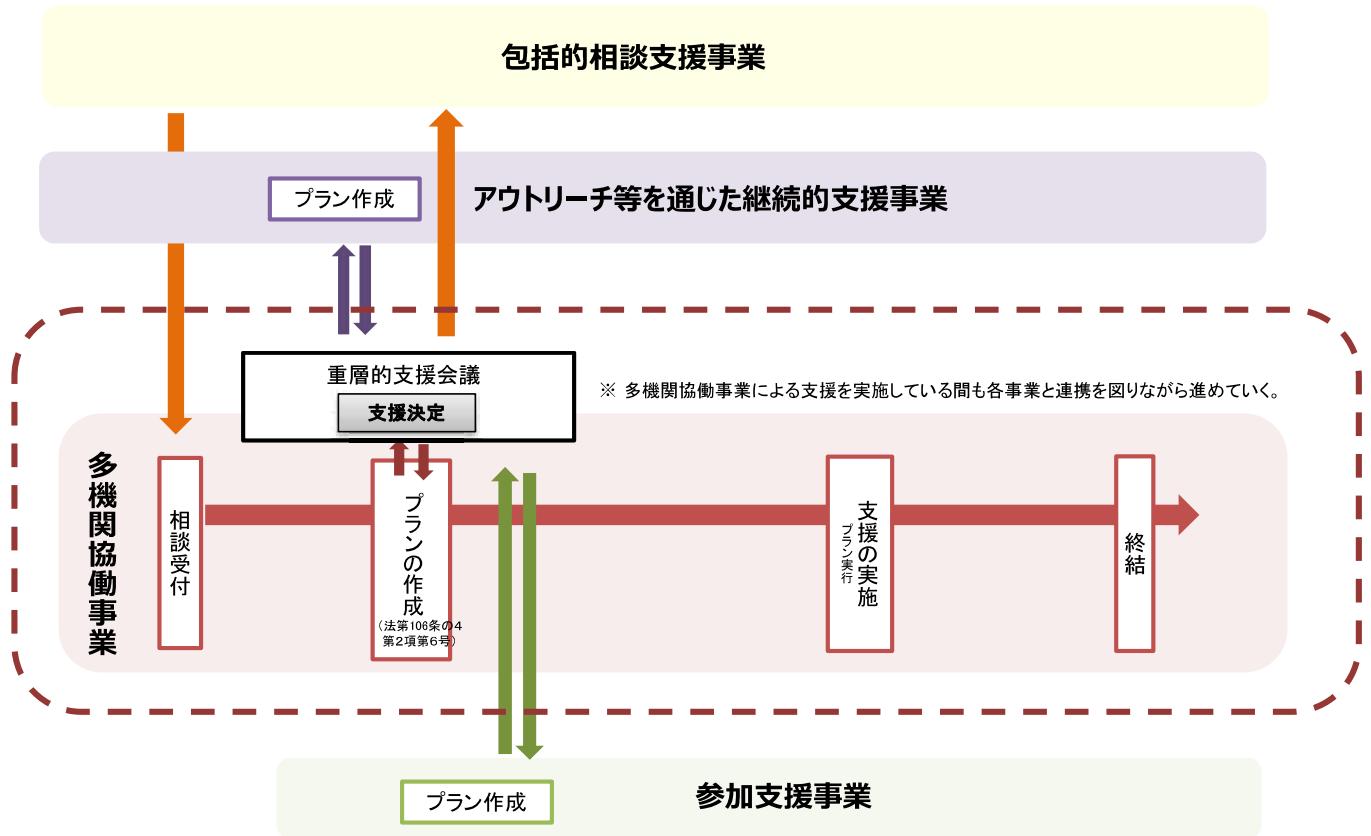 包括的相談支援事業
プラン作成
アウトリーチ等を通じた継続的支援事業
重層的支援会議
支援決定
※ 多機関協働事業による支援を実施している間も各事業と連携を図りながら進めていく。
多機関協働事業
相談受付
プランの作成
（法第106条の4
第2項第6号）
支援の実施
プラン実行
終結
プラン作成
参加支援事業